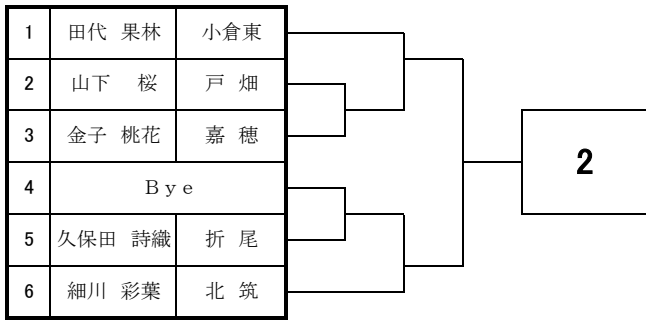 1 田代 果林 小倉東
2 山下 桜 戸 畑
3 金子 桃花 嘉 穂
4 Ｂｙｅ
5 久保田 詩織 折 尾
6 細川 彩葉 北 筑
2